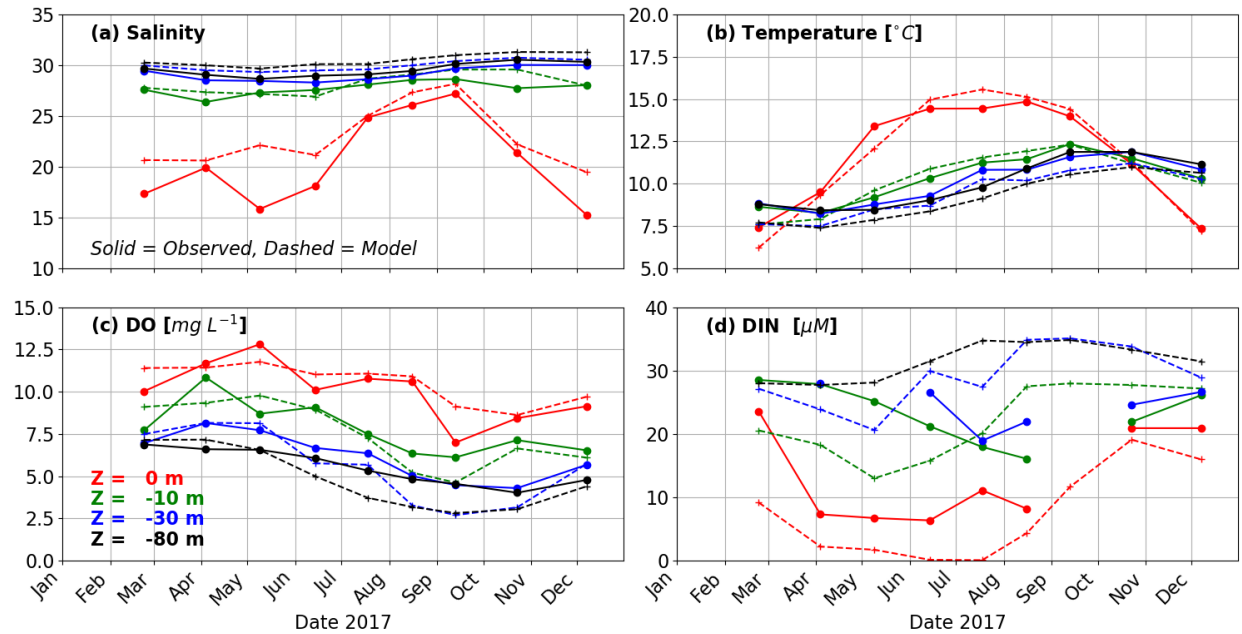 (a) Salinity
35
30
25
20
15
10
Solid = Observed, Dashed = Model
(b) Temperature [°C]
20.0
17.5
15.0
12.5
10.0
7.5
5.0
(c) DO [mg L⁻¹]
15.0
12.5
10.0
7.5
5.0
2.5
0.0
Z = 0 m
Z = -10 m
Z = -30 m
Z = -80 m
Jan Feb Mar Apr May Jun Jul Aug Sep Oct Nov Dec
Date 2017
(d) DIN [μM]
40
30
20
10
0
Jan Feb Mar Apr May Jun Jul Aug Sep Oct Nov Dec
Date 2017